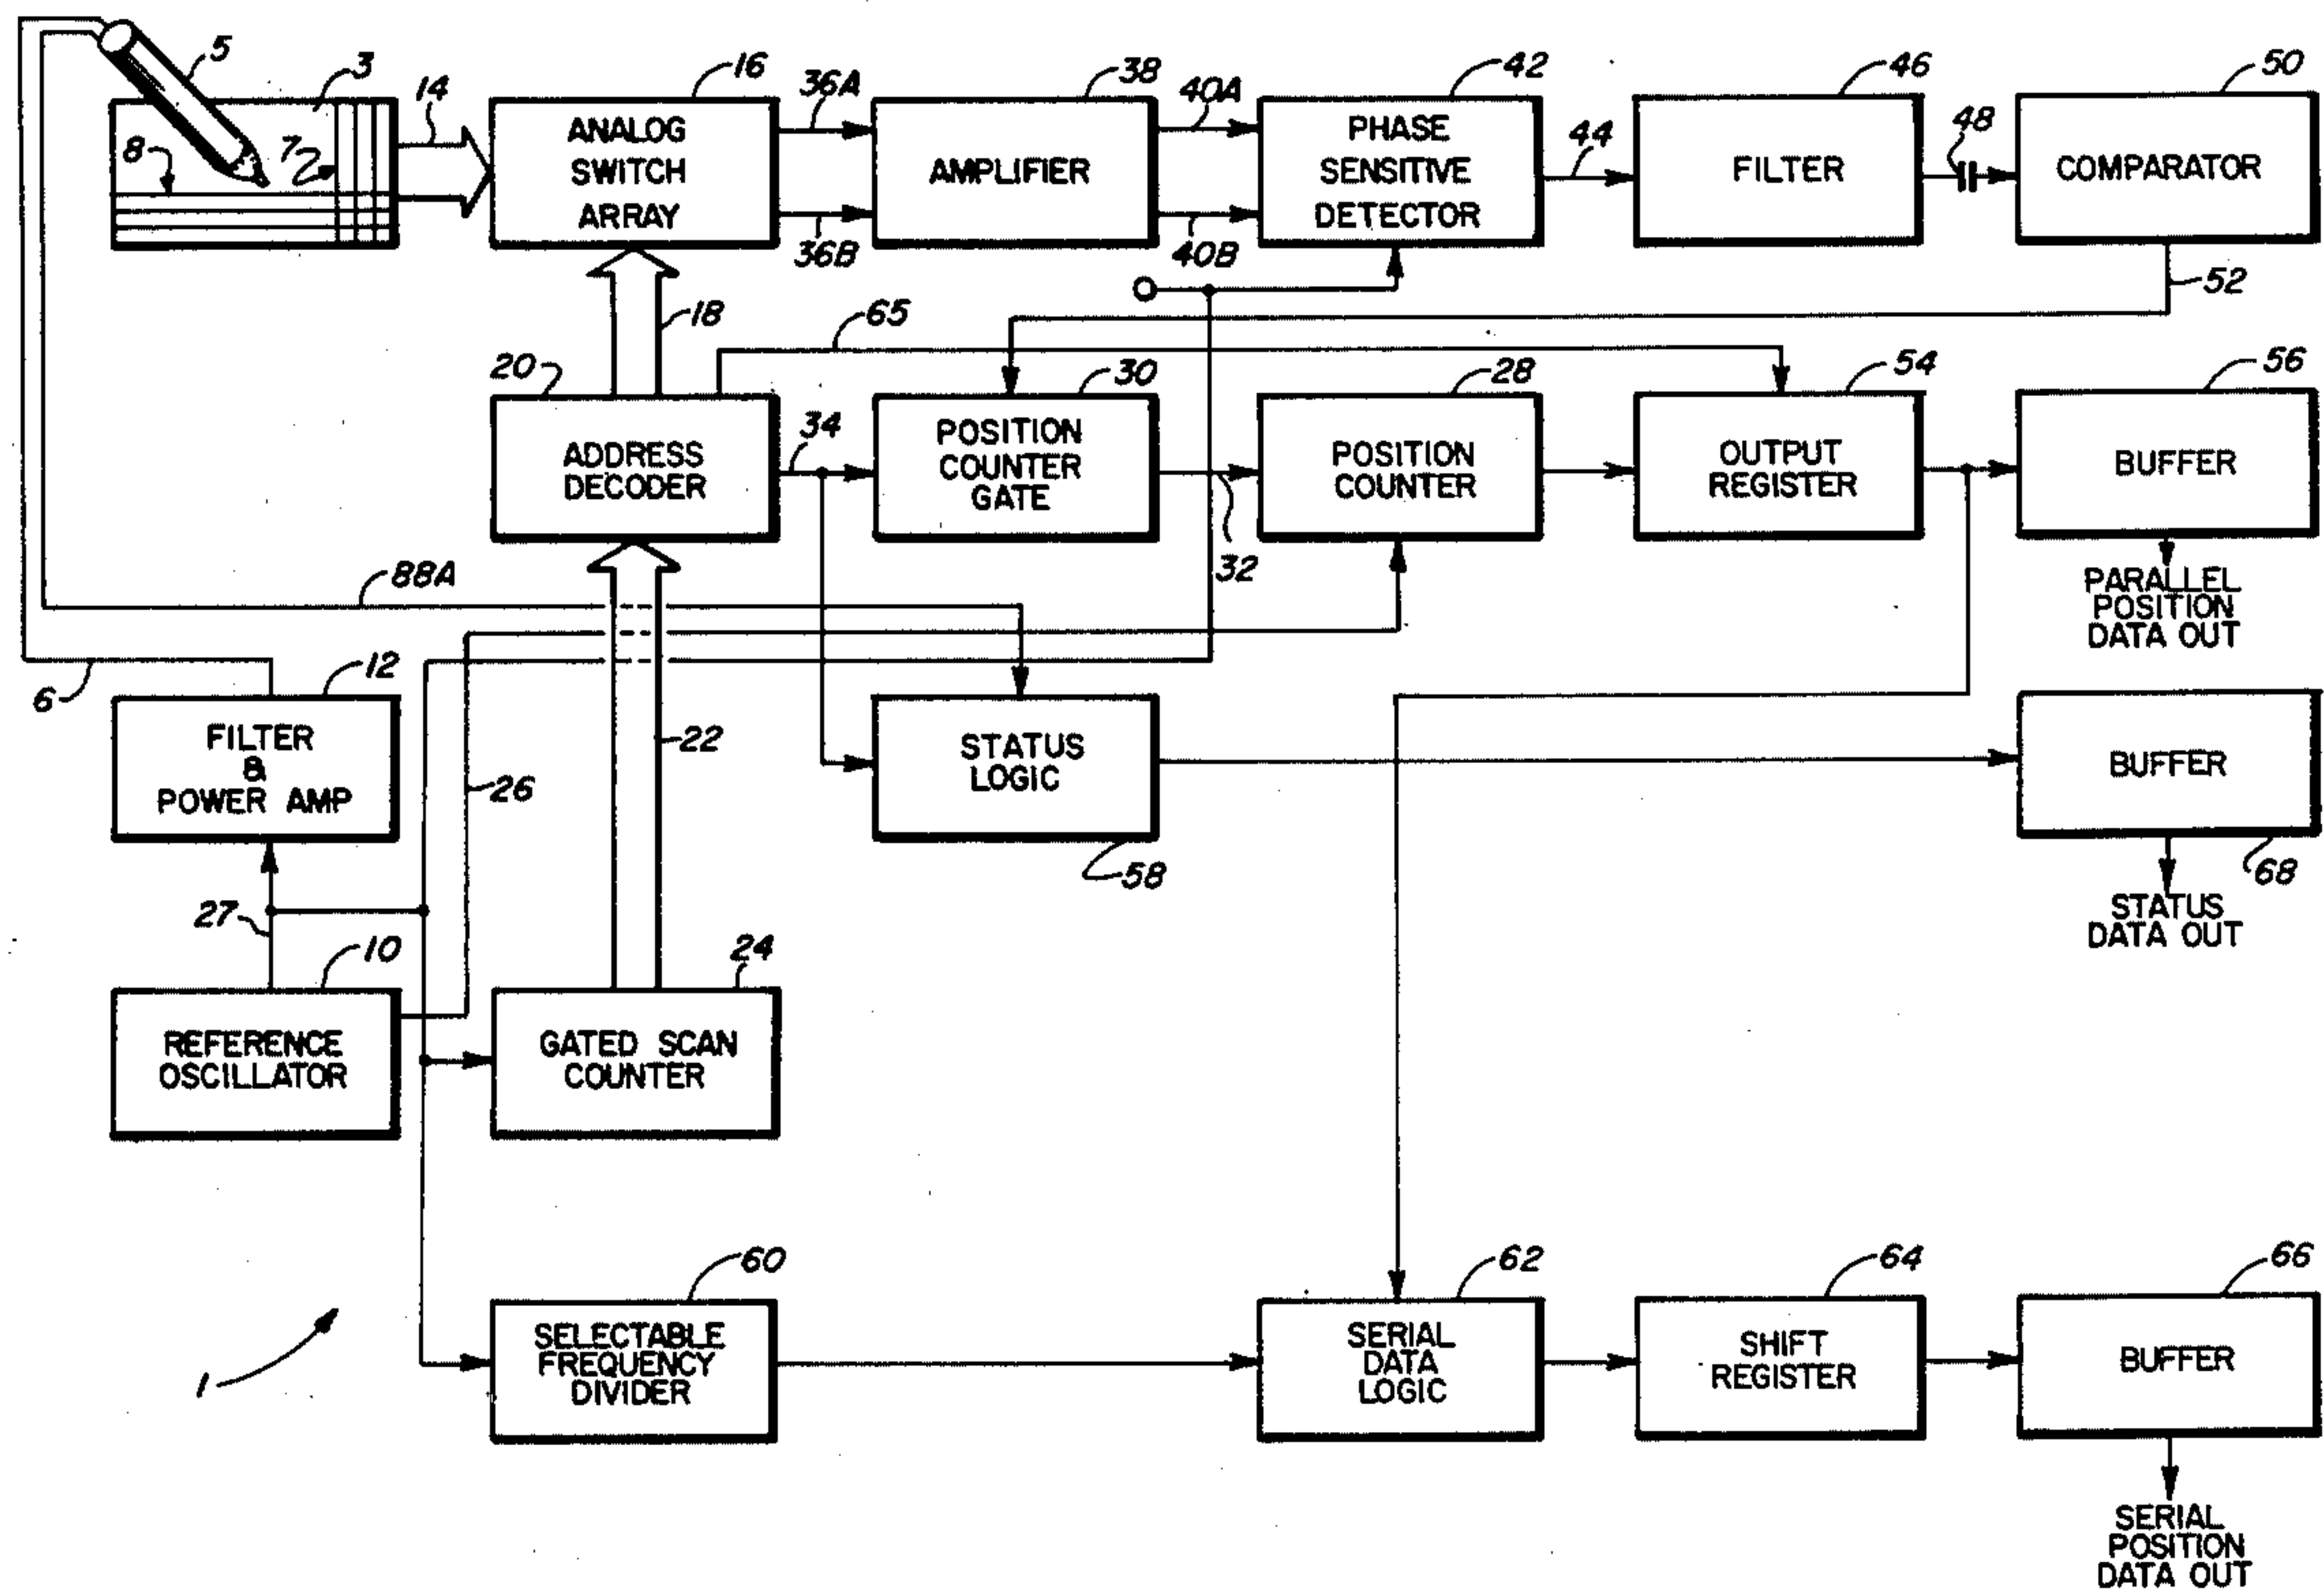 5
3
14
8
7
ANALOG
SWITCH
ARRAY
16
36A
36B
AMPLIFIER
38
40A
40B
PHASE
SENSITIVE
DETECTOR
42
44
FILTER
46
48
COMPARATOR
50
52
18
65
20
ADDRESS
DECODER
34
POSITION
COUNTER
GATE
30
32
POSITION
COUNTER
28
OUTPUT
REGISTER
54
BUFFER
56
PARALLEL
POSITION
DATA OUT
88A
6
FILTER
&
POWER AMP
12
26
22
STATUS
LOGIC
58
BUFFER
68
STATUS
DATA OUT
27
REFERENCE
OSCILLATOR
10
GATED SCAN
COUNTER
24
1
SELECTABLE
FREQUENCY
DIVIDER
60
SERIAL
DATA
LOGIC
62
SHIFT
REGISTER
64
BUFFER
66
SERIAL
POSITION
DATA OUT